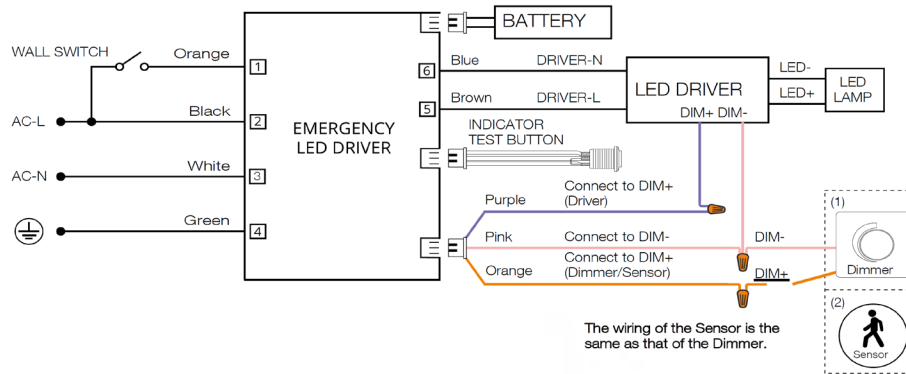 BATTERY
WALL SWITCH
Orange
1
6
Blue
DRIVER-N
LED DRIVER
LED-
LED+
LED
LAMP
AC-L
Black
2
5
Brown
DRIVER-L
DIM+ DIM-
EMERGENCY
LED DRIVER
INDICATOR
TEST BUTTON
AC-N
White
3
Purple
Connect to DIM+
(Driver)
Green
4
Pink
Connect to DIM-
DIM-
Orange
Connect to DIM+
(Dimmer/Sensor)
DIM+
(1)
Dimmer
(2)
Sensor
The wiring of the Sensor is the
same as that of the Dimmer.